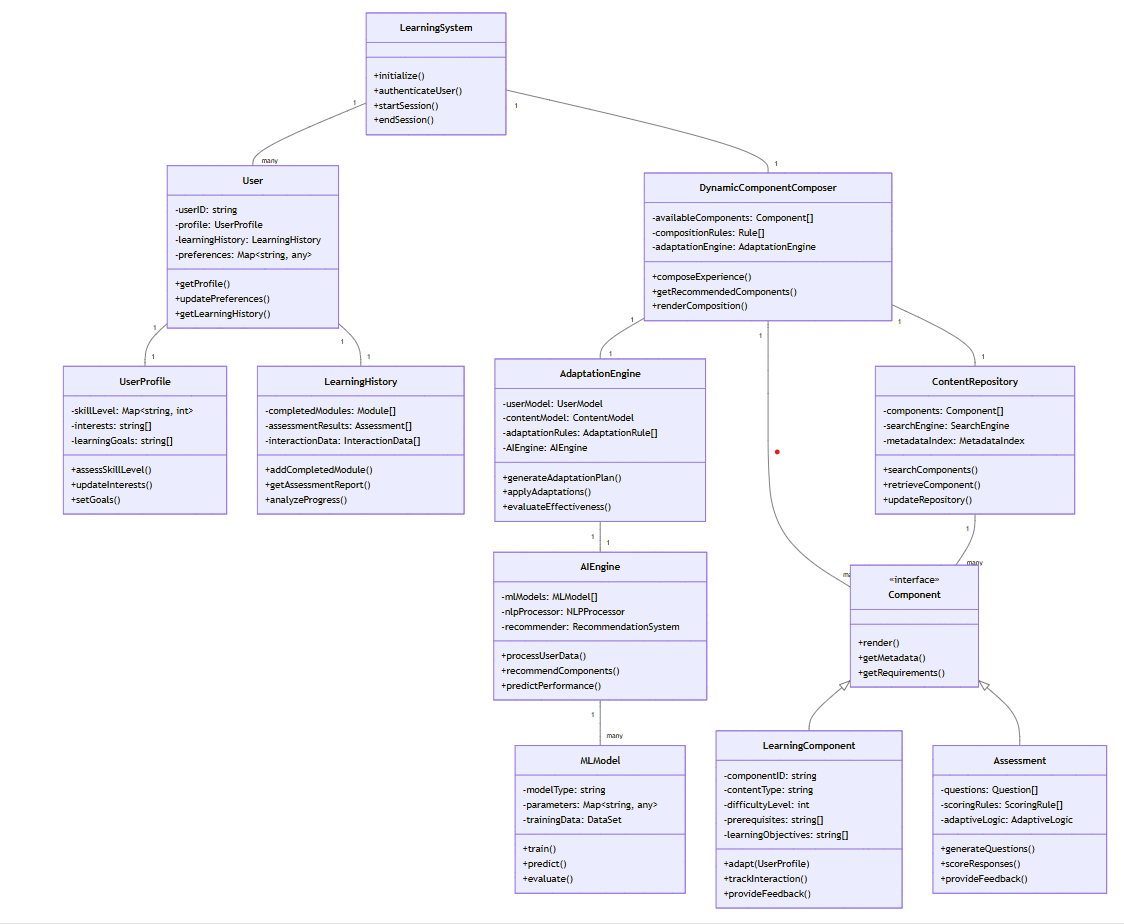 LearningSystem
+initialize()
+authenticateUser()
+startSession()
+endSession()
1
1
many
1
User
-userID: string
-profile: UserProfile
-learningHistory: LearningHistory
-preferences: Map<string, any>
+getProfile()
+updatePreferences()
+getLearningHistory()
DynamicComponentComposer
-availableComponents: Component[]
-compositionRules: Rule[]
-adaptationEngine: AdaptationEngine
+composeExperience()
+getRecommendedComponents()
+renderComposition()
1
1
1
1
1
1
1
1
1
UserProfile
-skillLevel: Map<string, int>
-interests: string[]
-learningGoals: string[]
+assessSkillLevel()
+updateInterests()
+setGoals()
LearningHistory
-completedModules: Module[]
-assessmentResults: Assessment[]
-interactionData: InteractionData[]
+addCompletedModule()
+getAssessmentReport()
+analyzeProgress()
AdaptationEngine
-userModel: UserModel
-contentModel: ContentModel
-adaptationRules: AdaptationRule[]
-AIEngine: AIEngine
+generateAdaptationPlan()
+applyAdaptations()
+evaluateEffectiveness()
ContentRepository
-components: Component[]
-searchEngine: SearchEngine
-metadataIndex: MetadataIndex
+searchComponents()
+retrieveComponent()
+updateRepository()
1
1
1
many
ma
AIEngine
-mlModels: MLModel[]
-nlpProcessor: NLPProcessor
-recommender: RecommendationSystem
+processUserData()
+recommendComponents()
+predictPerformance()
«interface»
Component
+render()
+getMetadata()
+getRequirements()
1
many
MLModel
-modelType: string
-parameters: Map<string, any>
-trainingData: DataSet
+train()
+predict()
+evaluate()
LearningComponent
-componentID: string
-contentType: string
-difficultyLevel: int
-prerequisites: string[]
-learningObjectives: string[]
+adapt(UserProfile)
+trackInteraction()
+provideFeedback()
Assessment
-questions: Question[]
-scoringRules: ScoringRule[]
-adaptiveLogic: AdaptiveLogic
+generateQuestions()
+scoreResponses()
+provideFeedback()